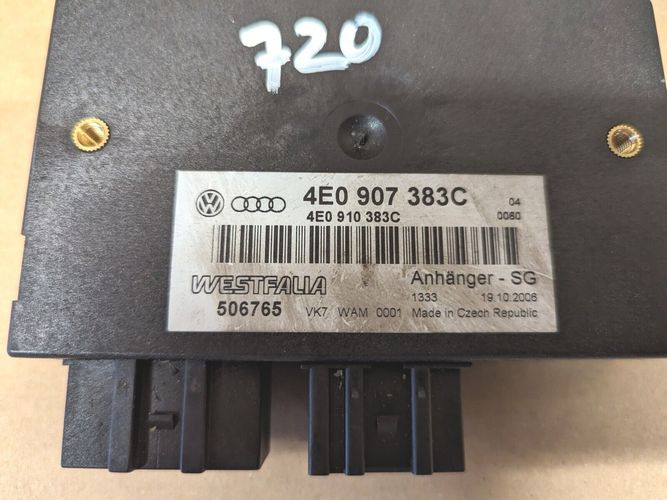 720
4E0 907 383C 04
4E0 910 383C 0060
WESTFALIA Anhänger - SG
506765 1333 19.10.2006
VK7 WAM 0001 Made in Czech Republic